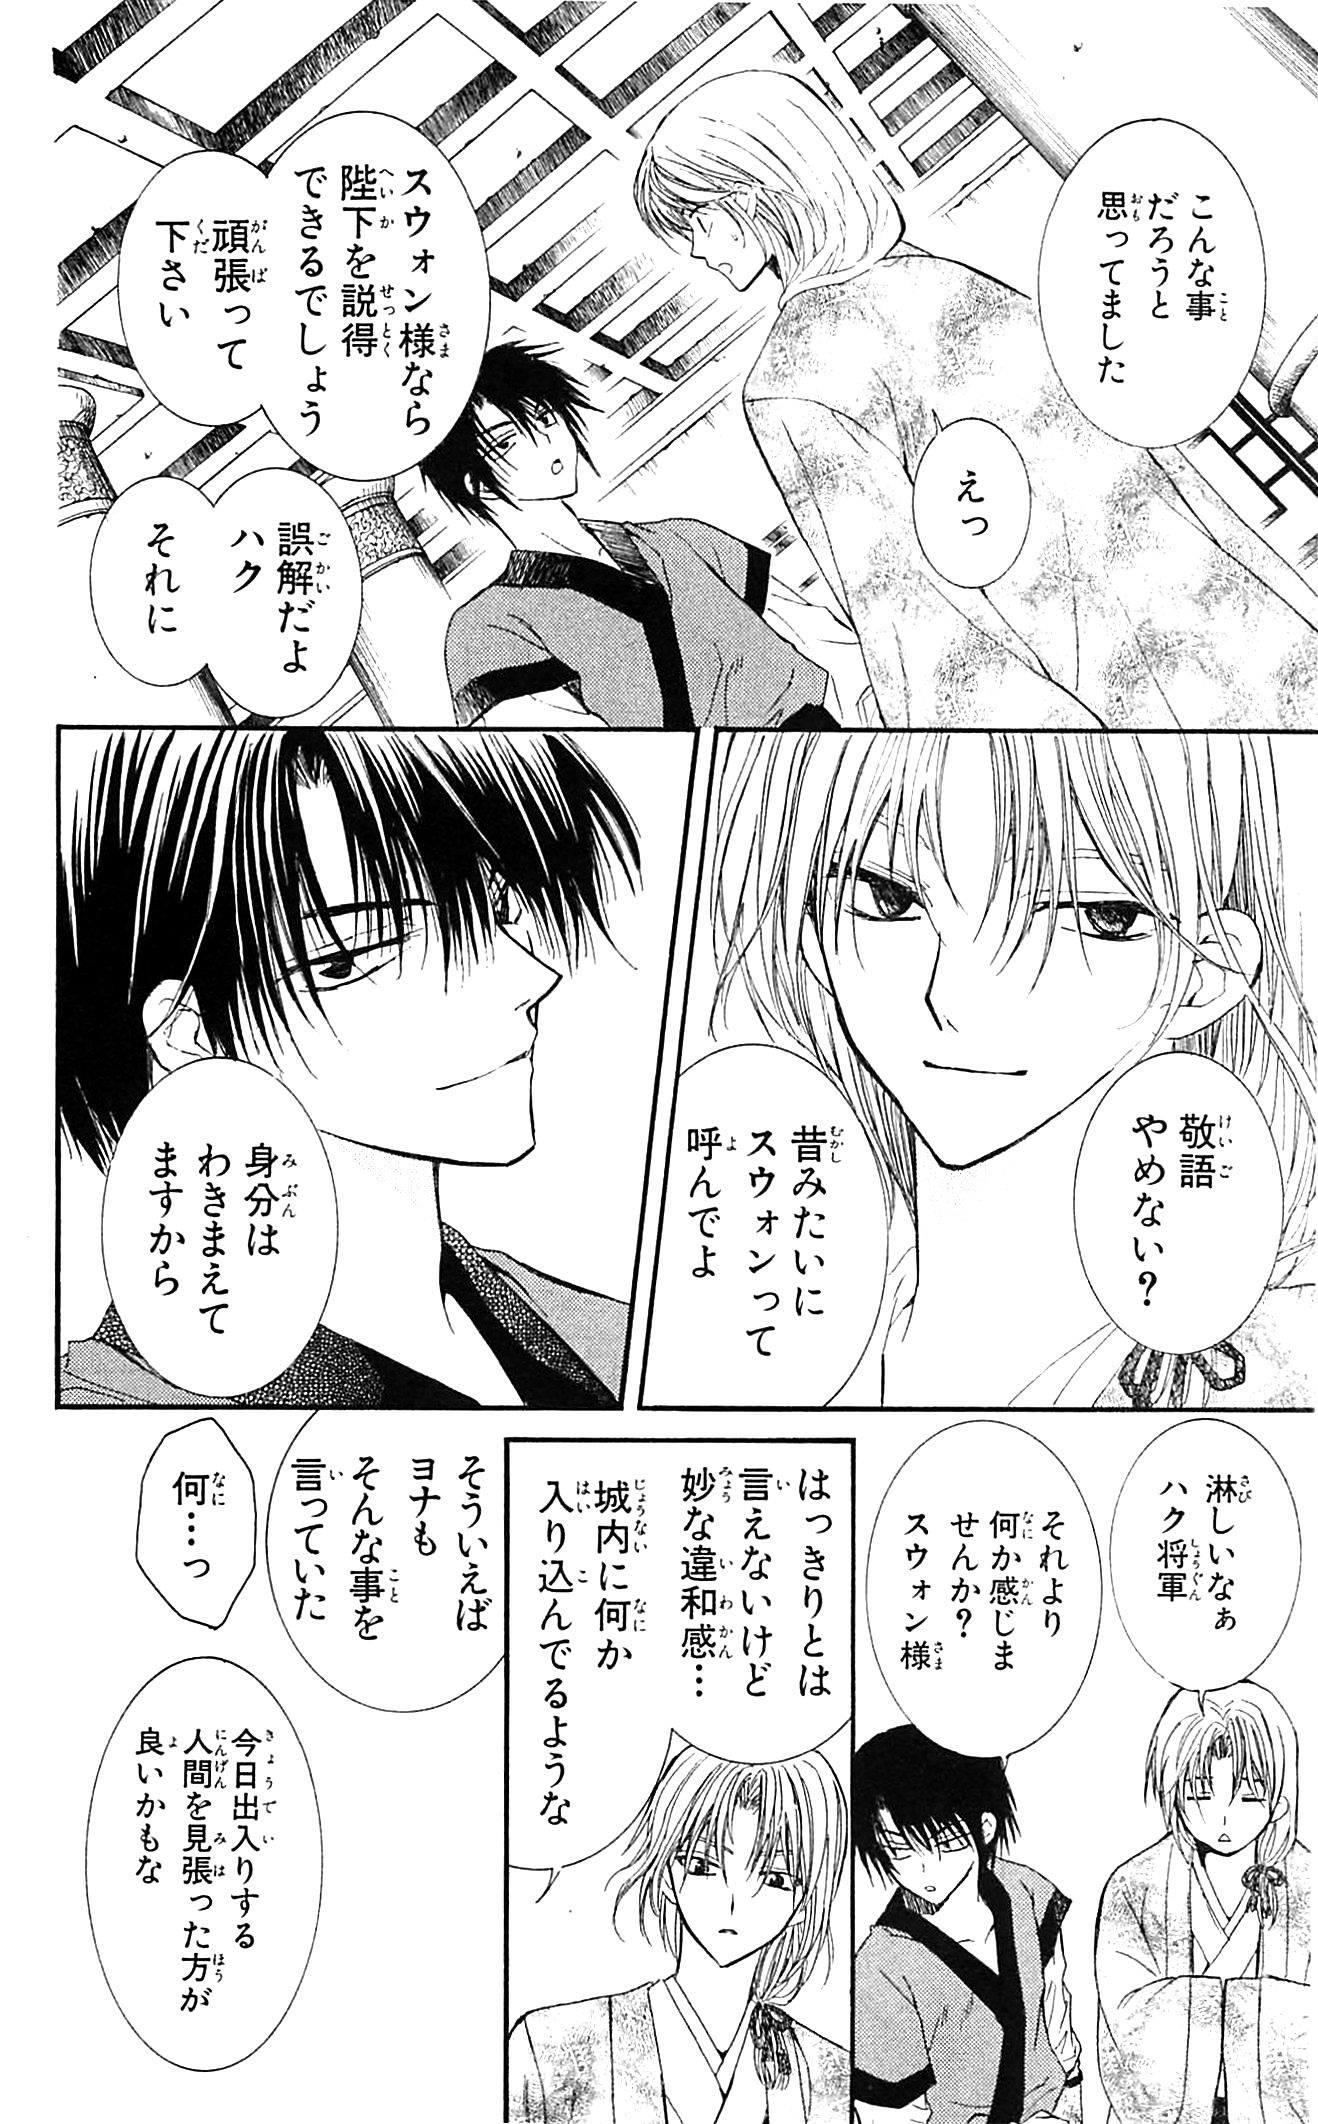 こんな事
だろうと
思ってました
えっ
スウォン様なら
陛下を説得
できるでしょう
頑張って
下さい
誤解だよ
ハク
それに
敬語
やめない?
昔みたいに
スウォンって
呼んでよ
身分は
わきまえて
ますから
淋しいなぁ
ハク将軍
それより
何か感じま
せんか?
スウォン様
はっきりとは
言えないけど
妙な違和感…
城内に何か
入り込んでるような
そういえば
ヨナも
そんな事を
言っていた
何…っ
今日出入りする
人間を見張った方が
良いかもな